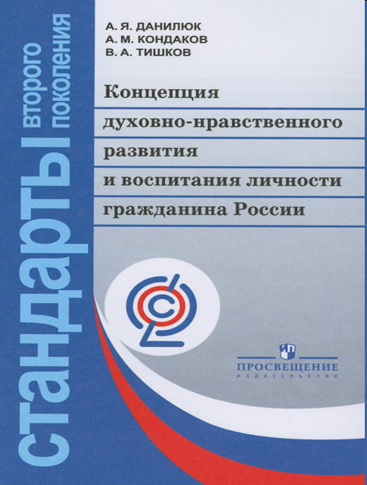 А. Я. ДАНИЛЮК
А. М. КОНДАКОВ
В. А. ТИШКОВ
Концепция
духовно-нравственного
развития
и воспитания личности
гражданина России
стандарты
второго
поколения
ПРОСВЕЩЕНИЕ
ИЗДАТЕЛЬСТВО